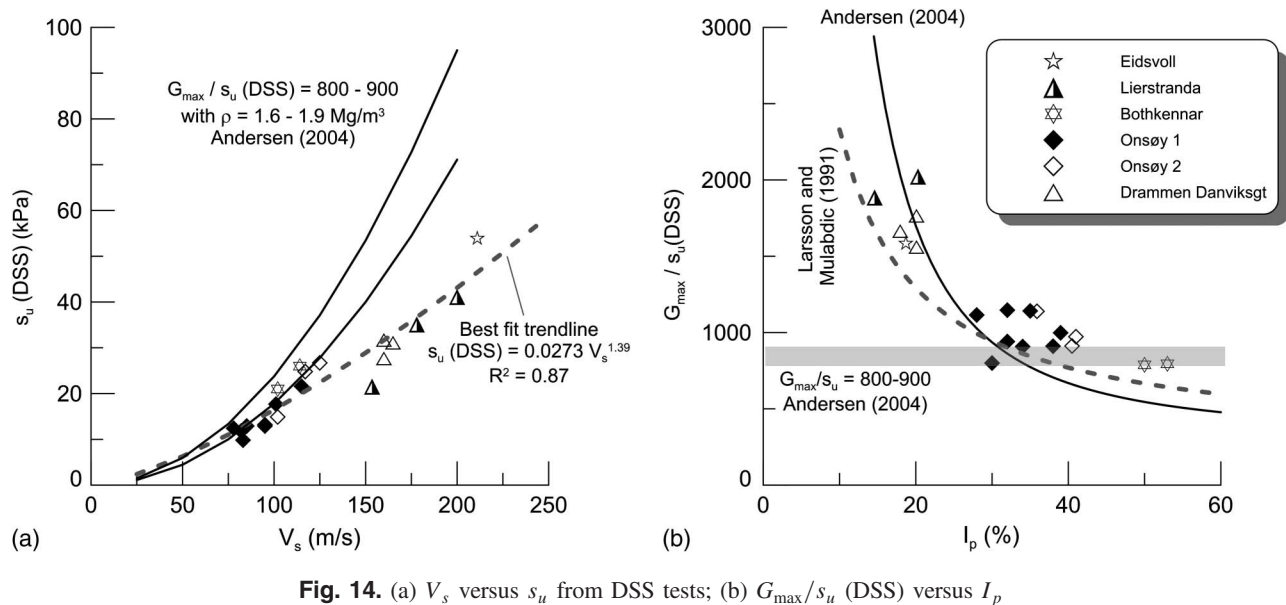 100
80
60
40
20
0
s_u (DSS) (kPa)
G_max / s_u (DSS) = 800 - 900
with ρ = 1.6 - 1.9 Mg/m³
Andersen (2004)
Best fit trendline
s_u (DSS) = 0.0273 V_s^1.39
R² = 0.87
0 50 100 150 200 250
V_s (m/s)
(a)
Andersen (2004)
3000
2000
1000
0
G_max / s_u(DSS)
Larsson and
Mulabdic (1991)
Eidsvoll
Lierstranda
Bothkennar
Onsøy 1
Onsøy 2
Drammen Danviksgt
G_max/s_u = 800-900
Andersen (2004)
0 20 40 60
I_p (%)
(b)
Fig. 14. (a) V_s versus s_u from DSS tests; (b) G_max/s_u (DSS) versus I_p